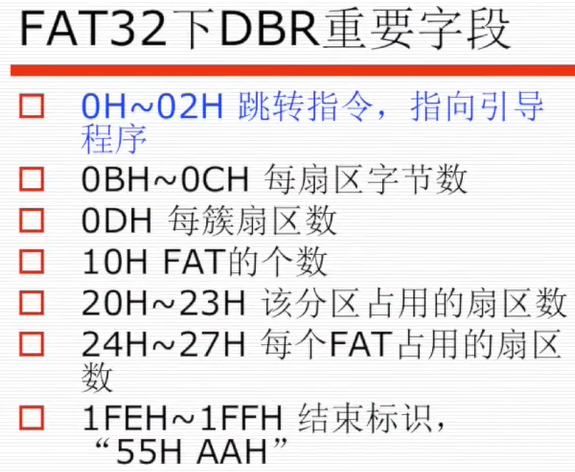 FAT32下DBR重要字段
0H~02H 跳转指令，指向引导
程序
0BH~0CH 每扇区字节数
0DH 每簇扇区数
10H FAT的个数
20H~23H 该分区占用的扇区数
24H~27H 每个FAT占用的扇区
数
1FEH~1FFH 结束标识，
“55H AAH”